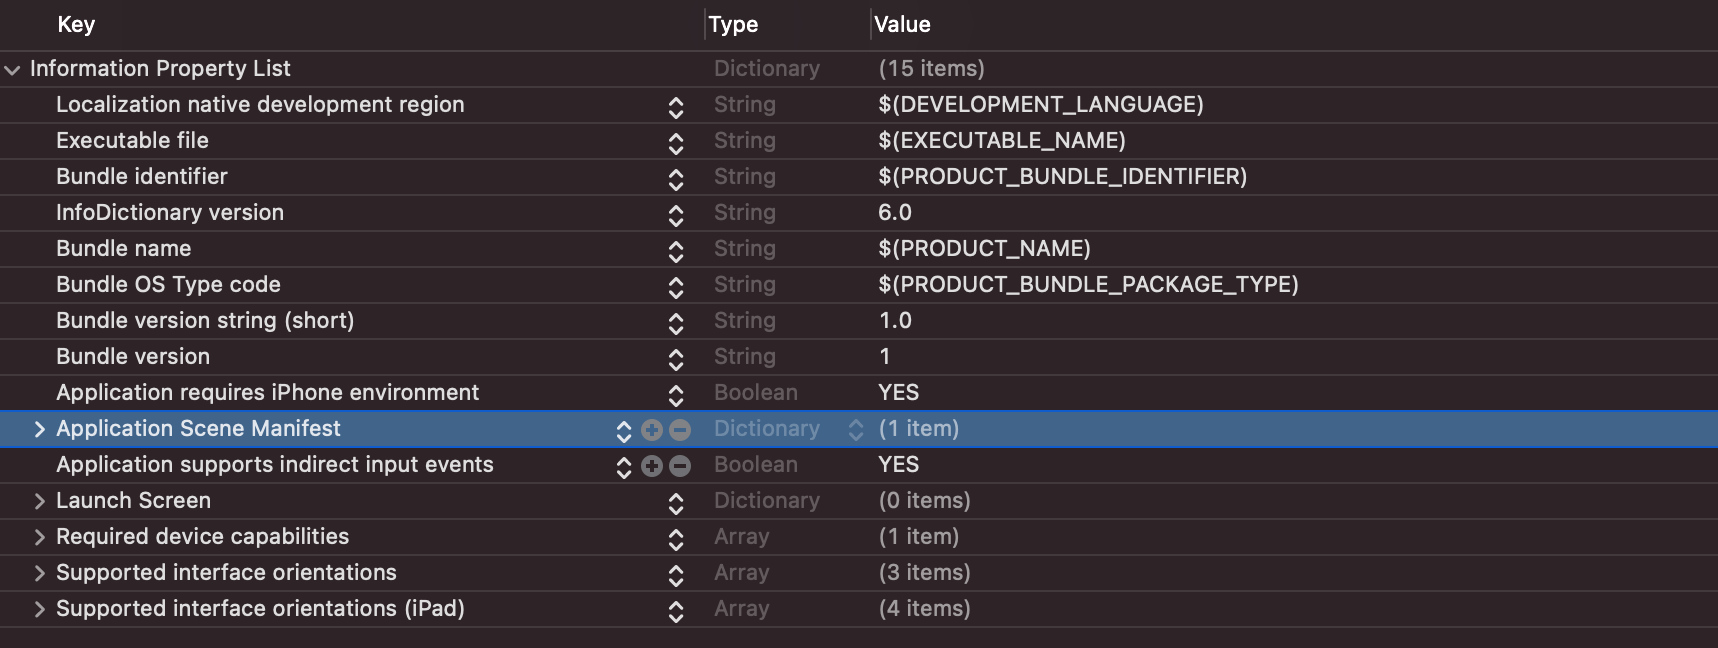 Key Type Value
Information Property List Dictionary (15 items)
Localization native development region String $(DEVELOPMENT_LANGUAGE)
Executable file String $(EXECUTABLE_NAME)
Bundle identifier String $(PRODUCT_BUNDLE_IDENTIFIER)
InfoDictionary version String 6.0
Bundle name String $(PRODUCT_NAME)
Bundle OS Type code String $(PRODUCT_BUNDLE_PACKAGE_TYPE)
Bundle version string (short) String 1.0
Bundle version String 1
Application requires iPhone environment Boolean YES
Application Scene Manifest Dictionary (1 item)
Application supports indirect input events Boolean YES
Launch Screen Dictionary (0 items)
Required device capabilities Array (1 item)
Supported interface orientations Array (3 items)
Supported interface orientations (iPad) Array (4 items)